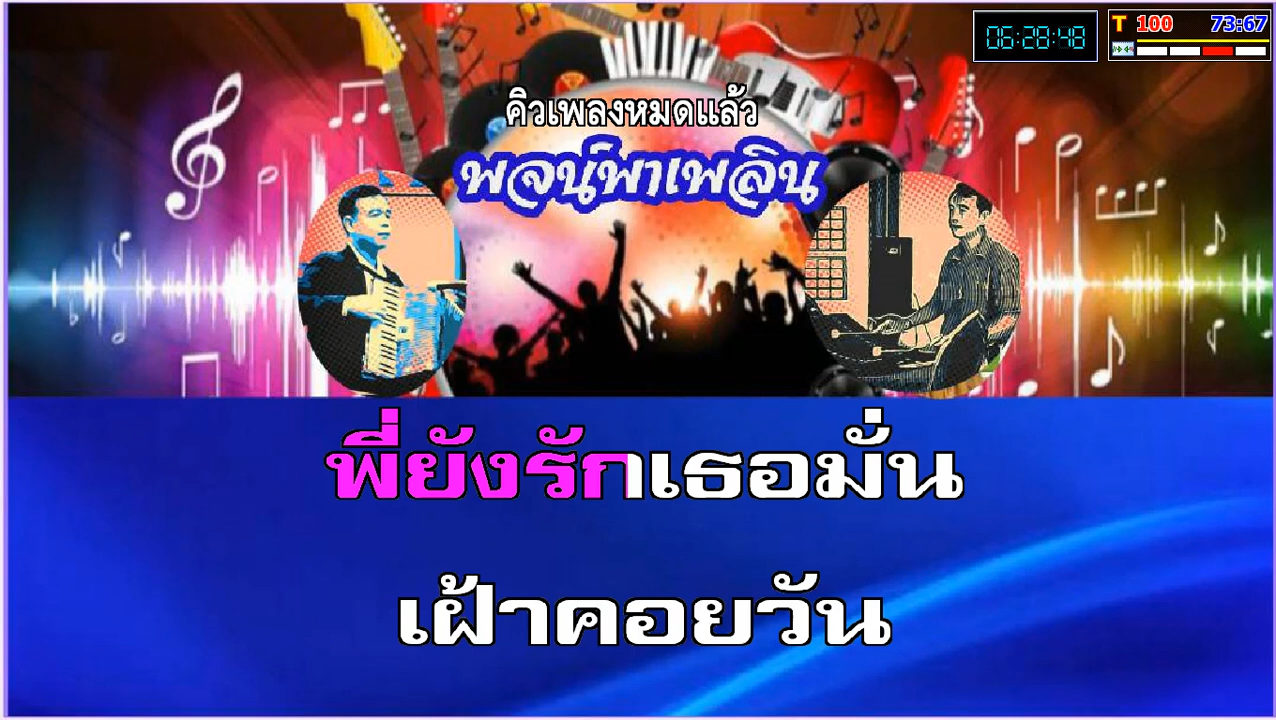 06:28:48
T 100 73:67
คิวเพลงหมดแล้ว
พจน์พาเพลิน
พี่ยังรักเธอมั่น
เฝ้าคอยวัน